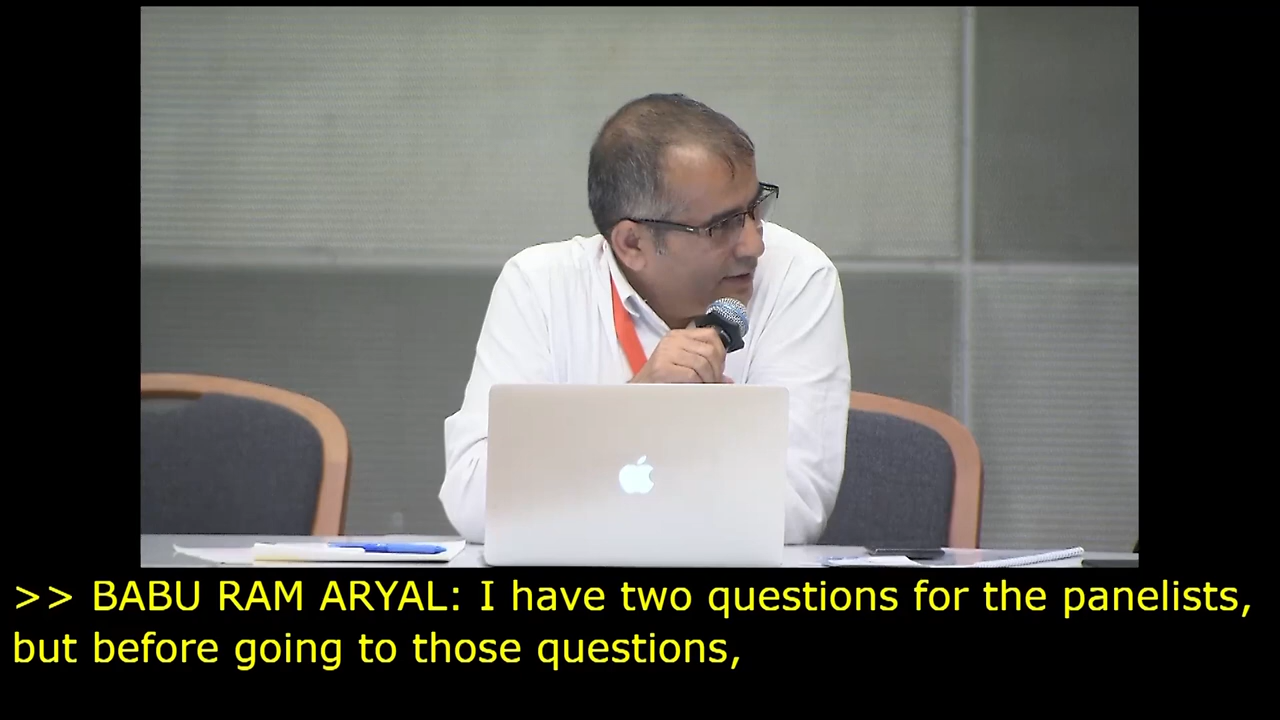 >> BABU RAM ARYAL: I have two questions for the panelists,
but before going to those questions,